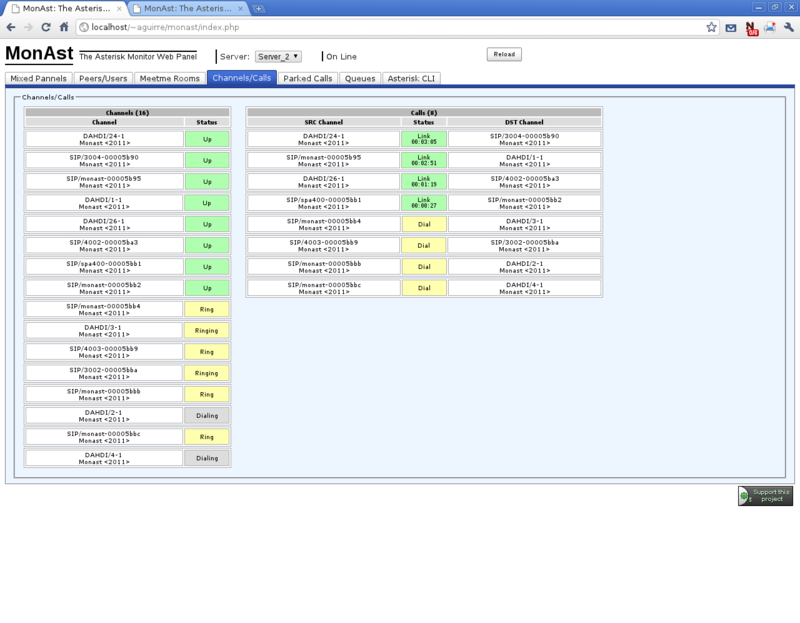 MonAst: The Asteris...
MonAst: The Asteris...
localhost/~aguirre/monast/index.php
MonAst The Asterisk Monitor Web Panel
Server: Server_2
On Line
Reload
Mixed Pannels
Peers/Users
Meetme Rooms
Channels/Calls
Parked Calls
Queues
Asterisk CLI
Channels/Calls
Channels (16)
Channel Status
DAHDI/24-1
Monast <2011>
Up
SIP/3004-00005b90
Monast <2011>
Up
SIP/monast-00005b95
Monast <2011>
Up
DAHDI/1-1
Monast <2011>
Up
DAHDI/26-1
Monast <2011>
Up
SIP/4002-00005ba3
Monast <2011>
Up
SIP/spa400-00005bb1
Monast <2011>
Up
SIP/monast-00005bb2
Monast <2011>
Up
SIP/monast-00005bb4
Monast <2011>
Ring
DAHDI/3-1
Monast <2011>
Ringing
SIP/4003-00005bb9
Monast <2011>
Ring
SIP/3002-00005bba
Monast <2011>
Ringing
SIP/monast-00005bbb
Monast <2011>
Ring
DAHDI/2-1
Monast <2011>
Dialing
SIP/monast-00005bbc
Monast <2011>
Ring
DAHDI/4-1
Monast <2011>
Dialing
Calls (8)
SRC Channel Status DST Channel
DAHDI/24-1
Monast <2011>
Link
00:03:05
SIP/3004-00005b90
Monast <2011>
SIP/monast-00005b95
Monast <2011>
Link
00:02:51
DAHDI/1-1
Monast <2011>
DAHDI/26-1
Monast <2011>
Link
00:01:19
SIP/4002-00005ba3
Monast <2011>
SIP/spa400-00005bb1
Monast <2011>
Link
00:00:27
SIP/monast-00005bb2
Monast <2011>
SIP/monast-00005bb4
Monast <2011>
Dial
DAHDI/3-1
Monast <2011>
SIP/4003-00005bb9
Monast <2011>
Dial
SIP/3002-00005bba
Monast <2011>
SIP/monast-00005bbb
Monast <2011>
Dial
DAHDI/2-1
Monast <2011>
SIP/monast-00005bbc
Monast <2011>
Dial
DAHDI/4-1
Monast <2011>
Support this
project